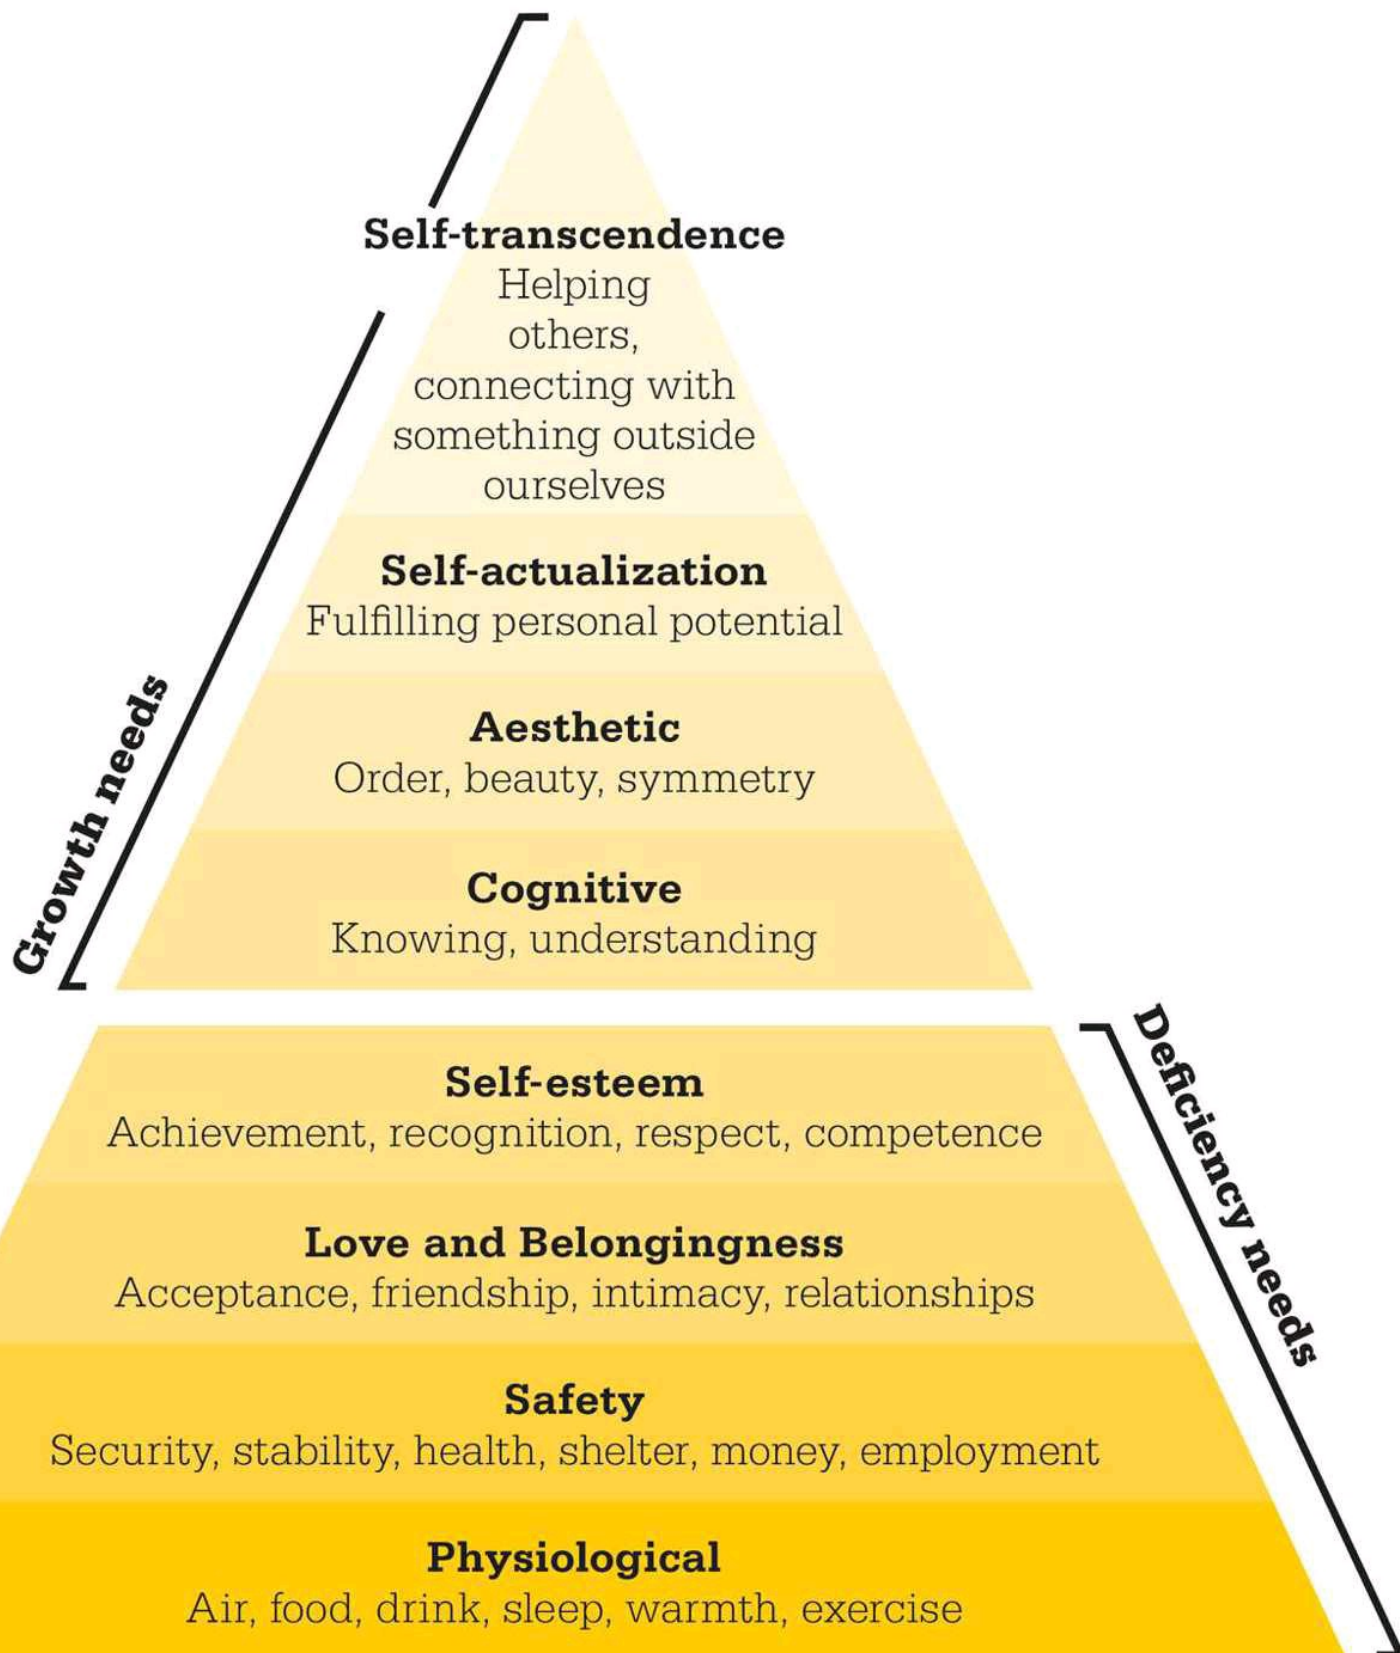 Self-transcendence
Helping
others,
connecting with
something outside
ourselves
Self-actualization
Fulfilling personal potential
Aesthetic
Order, beauty, symmetry
Cognitive
Knowing, understanding
Growth needs
Self-esteem
Achievement, recognition, respect, competence
Love and Belongingness
Acceptance, friendship, intimacy, relationships
Safety
Security, stability, health, shelter, money, employment
Physiological
Air, food, drink, sleep, warmth, exercise
Deficiency needs